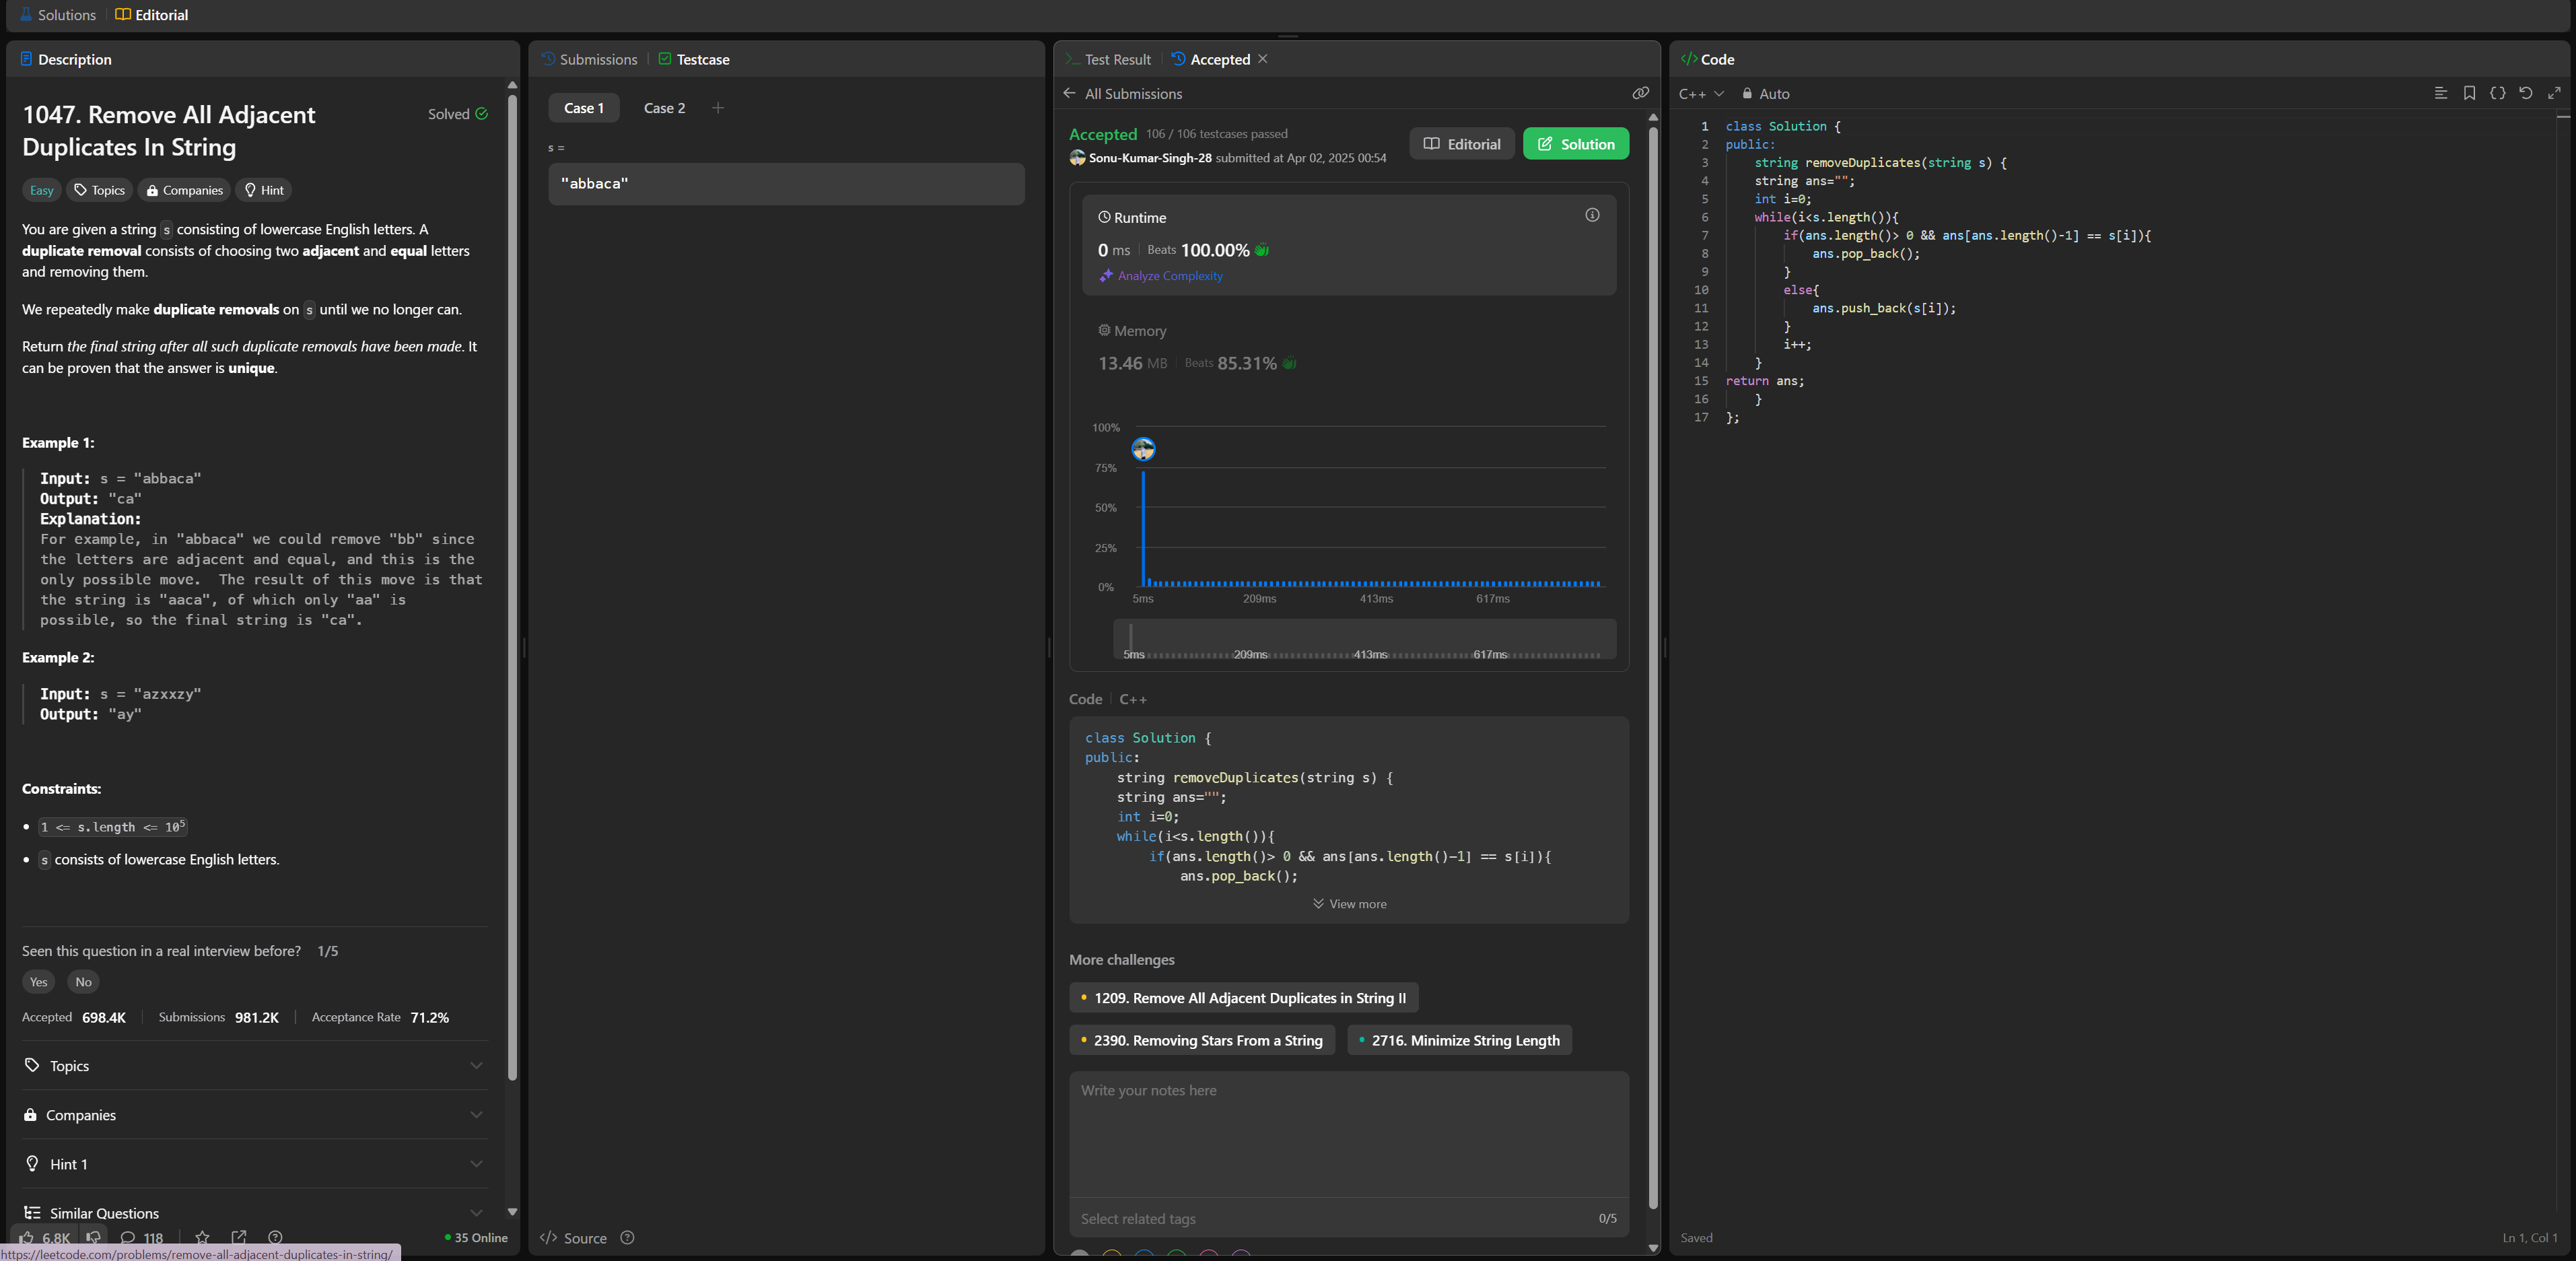 Solutions
Editorial
Description
1047. Remove All Adjacent
Duplicates In String
Solved
Easy
Topics
Companies
Hint
You are given a string s consisting of lowercase English letters. A
duplicate removal consists of choosing two adjacent and equal letters
and removing them.
We repeatedly make duplicate removals on s until we no longer can.
Return the final string after all such duplicate removals have been made. It
can be proven that the answer is unique.
Example 1:
Input: s = "abbaca"
Output: "ca"
Explanation:
For example, in "abbaca" we could remove "bb" since
the letters are adjacent and equal, and this is the
only possible move.  The result of this move is that
the string is "aaca", of which only "aa" is
possible, so the final string is "ca".
Example 2:
Input: s = "azxxzy"
Output: "ay"
Constraints:
• 1 <= s.length <= 10⁵
• s consists of lowercase English letters.
Seen this question in a real interview before? 1/5
Yes No
Accepted 698.4K Submissions 981.2K Acceptance Rate 71.2%
Topics
Companies
Hint 1
Similar Questions
6.8K 118 35 Online
https://leetcode.com/problems/remove-all-adjacent-duplicates-in-string/
Submissions
Testcase
Case 1 Case 2 +
s =
"abbaca"
</> Source
Test Result
Accepted
All Submissions
Accepted 106 / 106 testcases passed
Sonu-Kumar-Singh-28 submitted at Apr 02, 2025 00:54
Editorial
Solution
Runtime
0 ms Beats 100.00%
Analyze Complexity
Memory
13.46 MB Beats 85.31%
100%
75%
50%
25%
0%
5ms 209ms 413ms 617ms
5ms 209ms 413ms 617ms
Code C++
class Solution {
public:
    string removeDuplicates(string s) {
    string ans="";
    int i=0;
    while(i<s.length()){
        if(ans.length()> 0 && ans[ans.length()-1] == s[i]){
            ans.pop_back();
View more
More challenges
1209. Remove All Adjacent Duplicates in String II
2390. Removing Stars From a String
2716. Minimize String Length
Write your notes here
Select related tags 0/5
</> Code
C++ Auto
1 class Solution {
2 public:
3     string removeDuplicates(string s) {
4     string ans="";
5     int i=0;
6     while(i<s.length()){
7         if(ans.length()> 0 && ans[ans.length()-1] == s[i]){
8             ans.pop_back();
9         }
10         else{
11             ans.push_back(s[i]);
12         }
13         i++;
14     }
15 return ans;
16     }
17 };
Saved
Ln 1, Col 1